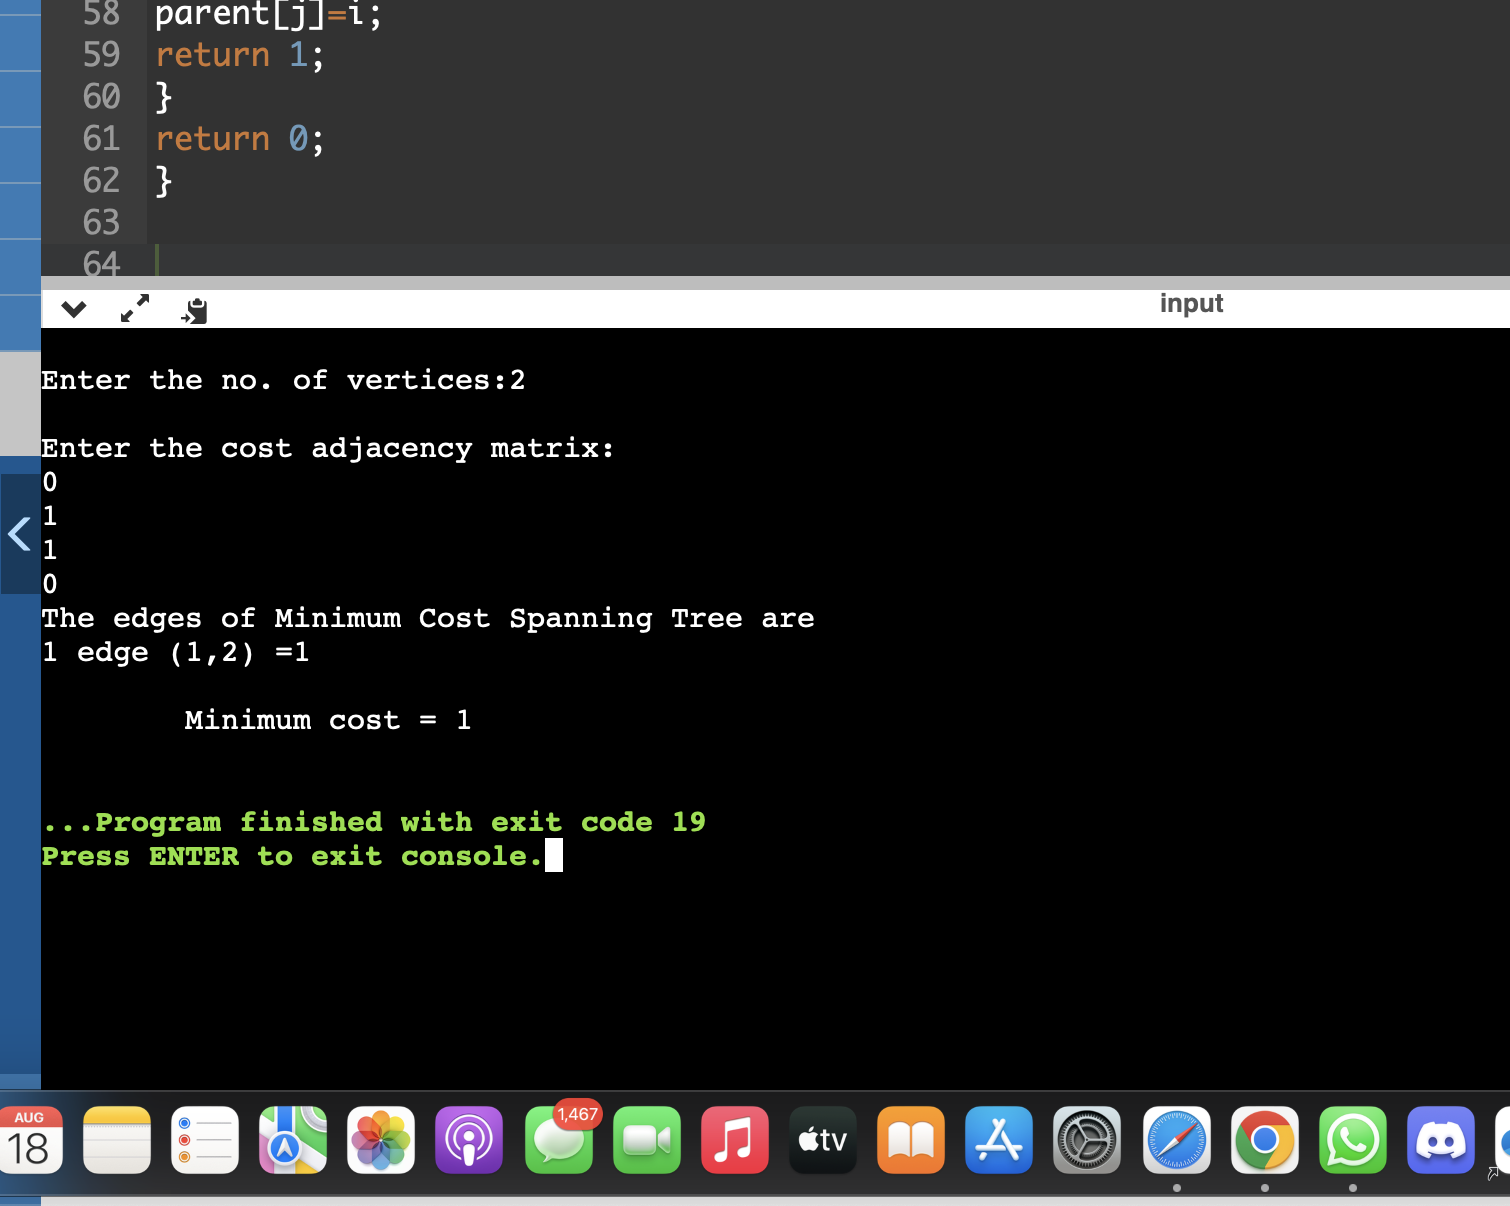 58 parent[j]=i;
59 return 1;
60 }
61 return 0;
62 }
63
64
input
Enter the no. of vertices:2
Enter the cost adjacency matrix:
0
1
1
0
The edges of Minimum Cost Spanning Tree are
1 edge (1,2) =1
Minimum cost = 1
...Program finished with exit code 19
Press ENTER to exit console.
AUG
18
1,467
tv